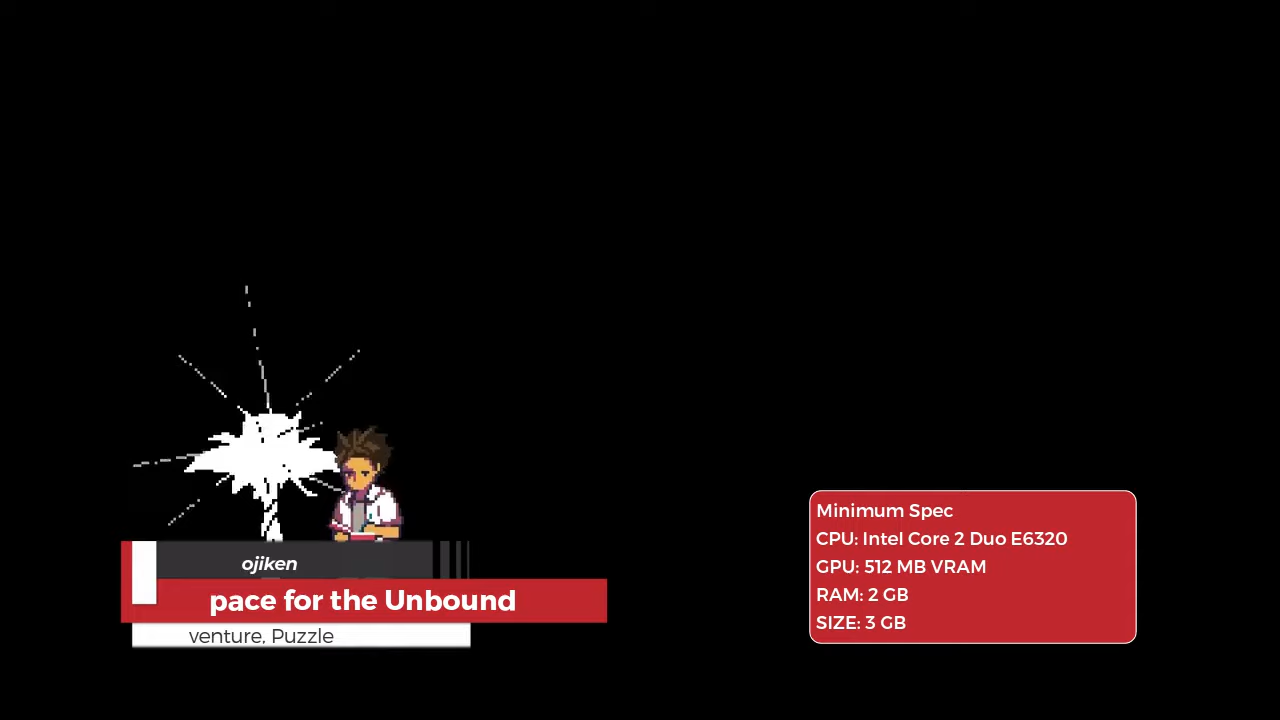 ojiken
pace for the Unbound
venture, Puzzle
Minimum Spec
CPU: Intel Core 2 Duo E6320
GPU: 512 MB VRAM
RAM: 2 GB
SIZE: 3 GB